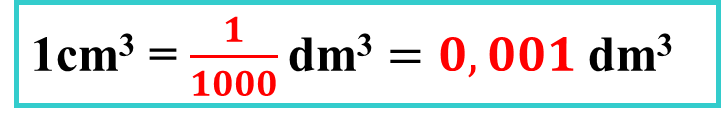 1cm³ = 1/1000 dm³ = 0,001 dm³